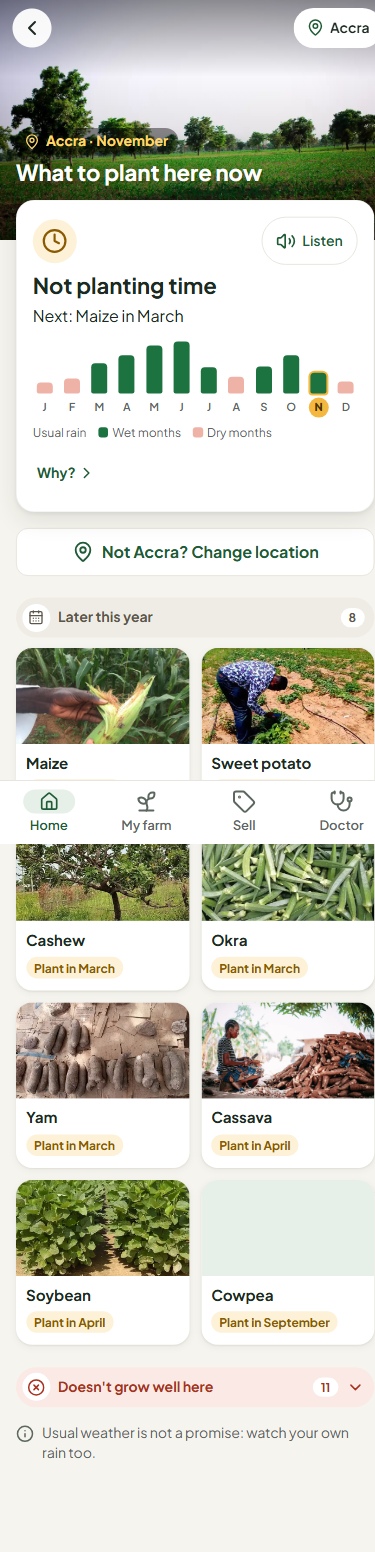 Accra
Accra · November
What to plant here now
Listen
Not planting time
Next: Maize in March
J F M A M J J A S O N D
Usual rain Wet months Dry months
Why?
Not Accra? Change location
Later this year 8
Maize Sweet potato
Home My farm Sell Doctor
Cashew Okra
Plant in March Plant in March
Yam Cassava
Plant in March Plant in April
Soybean Cowpea
Plant in April Plant in September
Doesn't grow well here 11
Usual weather is not a promise: watch your own
rain too.